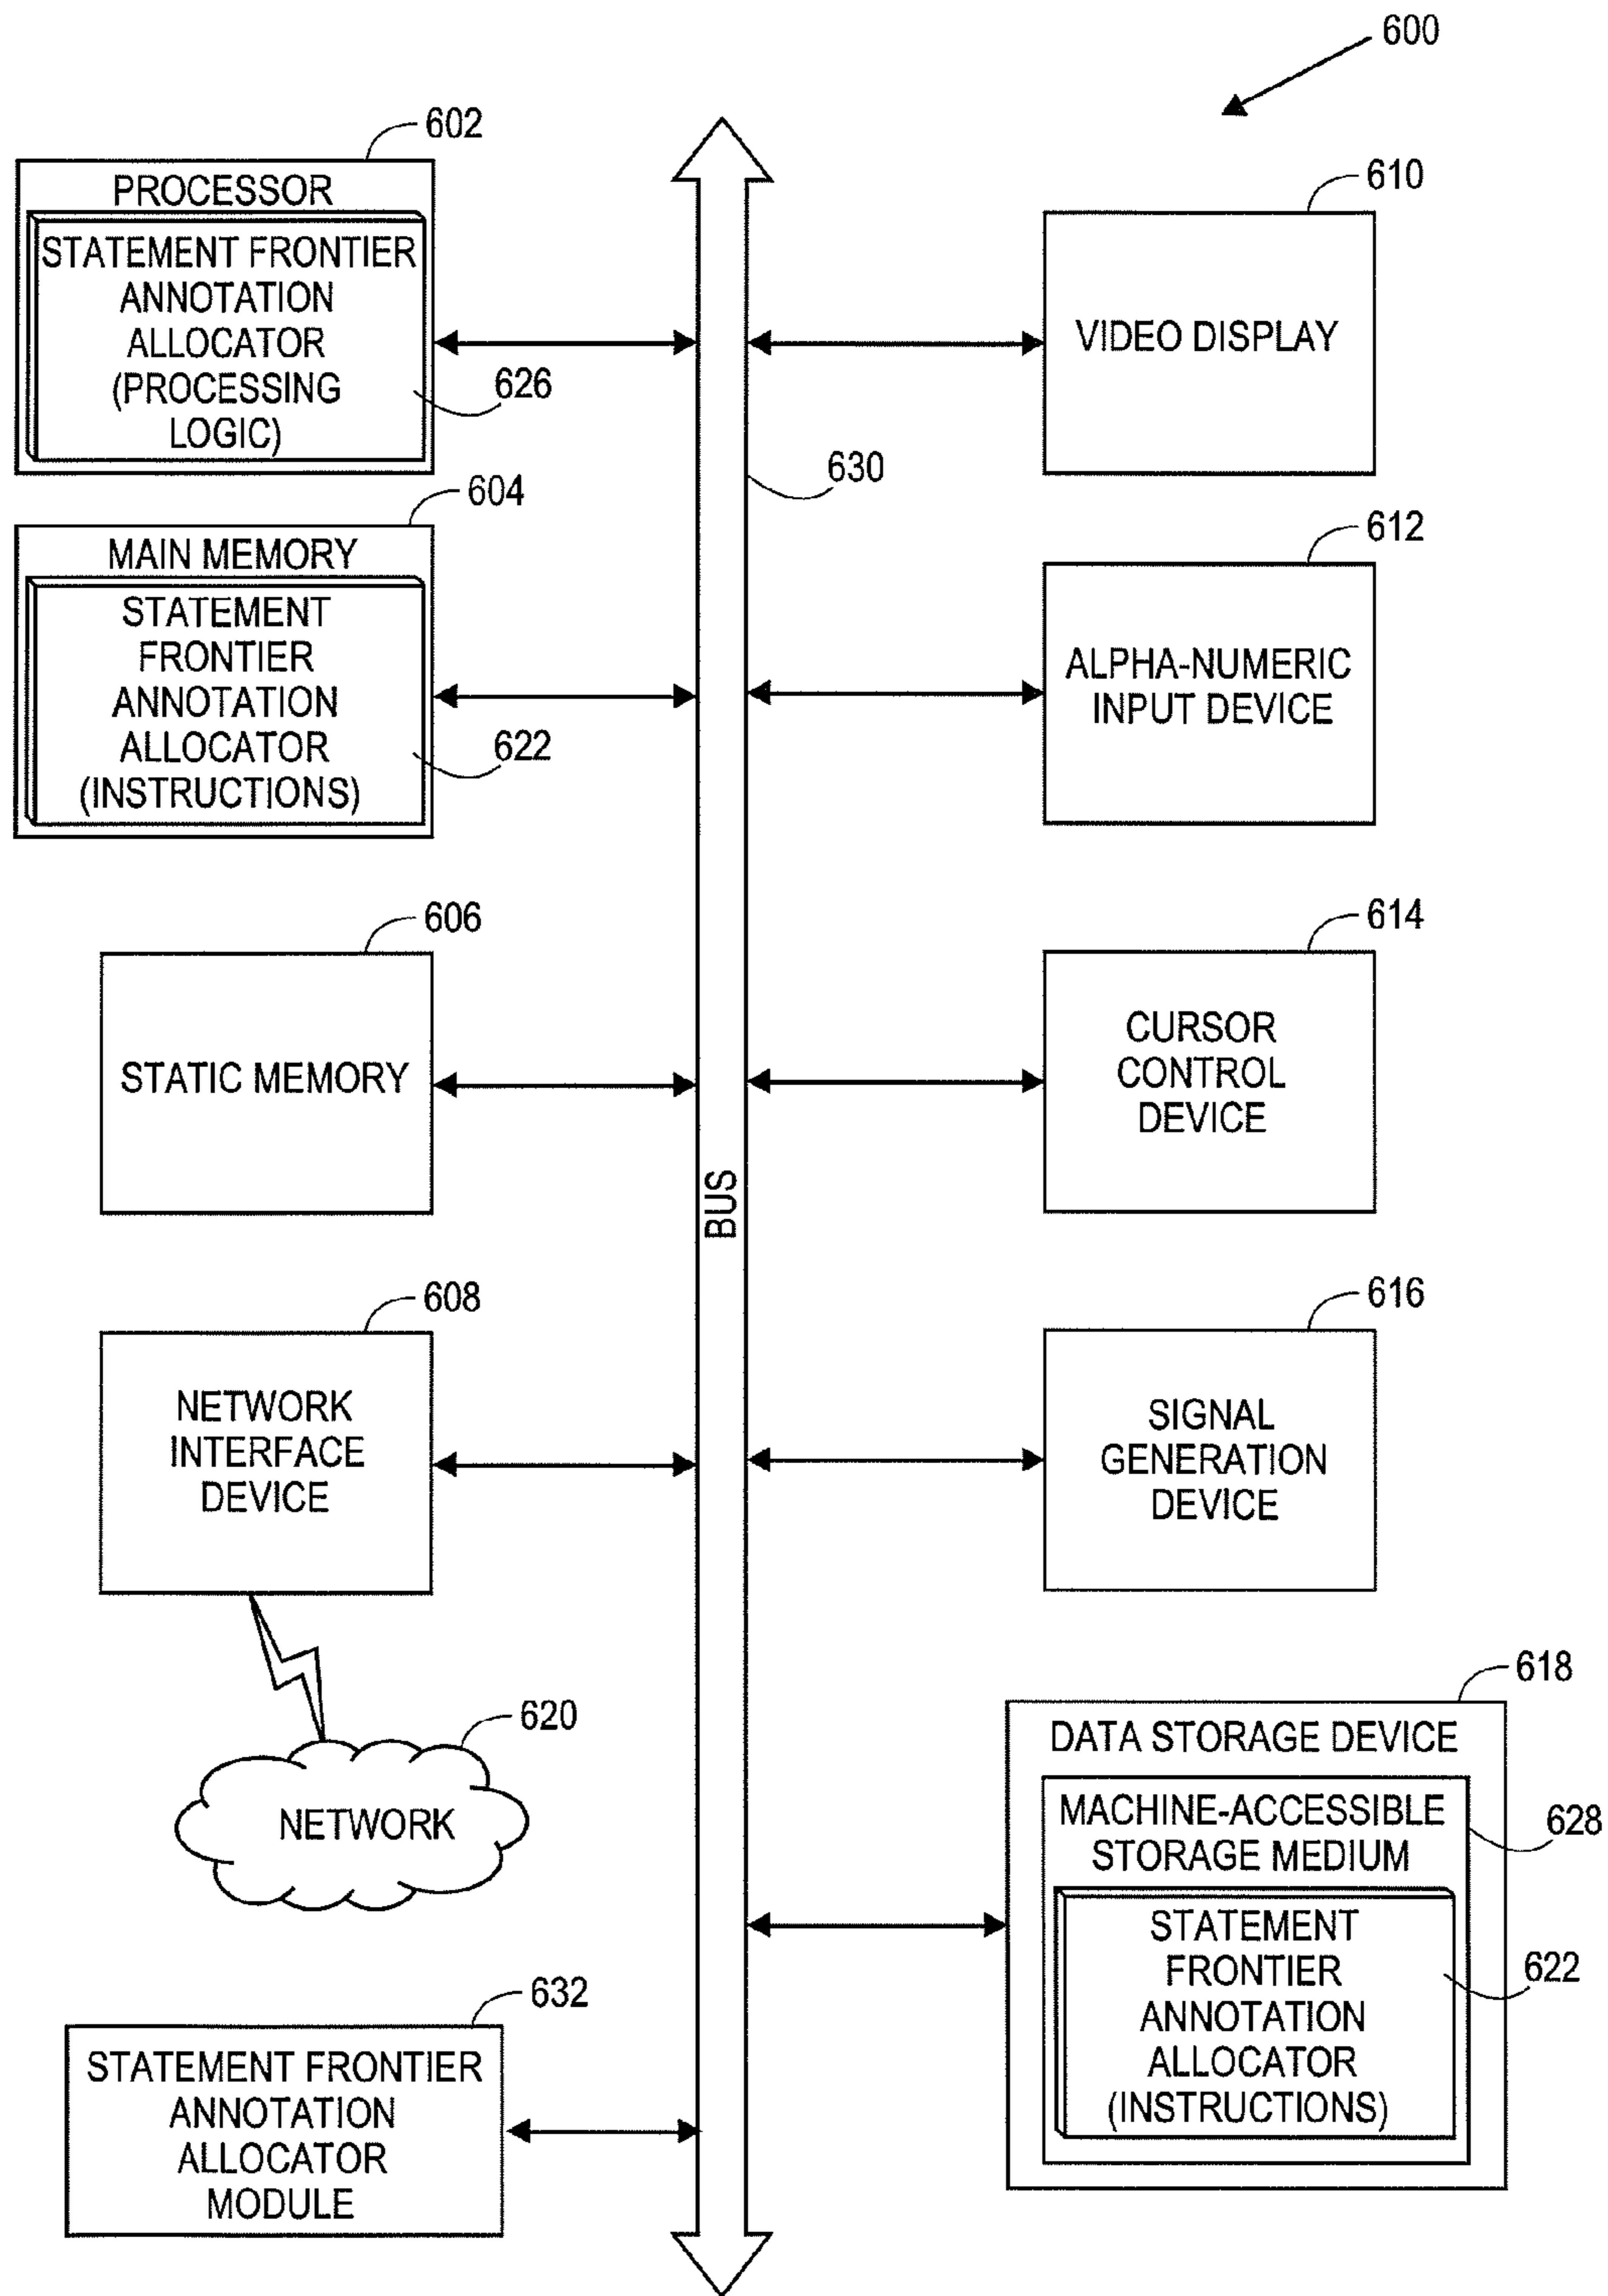 600
602
PROCESSOR
STATEMENT FRONTIER
ANNOTATION
ALLOCATOR
(PROCESSING
LOGIC)
626
604
MAIN MEMORY
STATEMENT
FRONTIER
ANNOTATION
ALLOCATOR
(INSTRUCTIONS)
622
606
STATIC MEMORY
608
NETWORK
INTERFACE
DEVICE
620
NETWORK
632
STATEMENT FRONTIER
ANNOTATION
ALLOCATOR
MODULE
630
BUS
610
VIDEO DISPLAY
612
ALPHA-NUMERIC
INPUT DEVICE
614
CURSOR
CONTROL
DEVICE
616
SIGNAL
GENERATION
DEVICE
618
DATA STORAGE DEVICE
MACHINE-ACCESSIBLE
STORAGE MEDIUM
628
STATEMENT
FRONTIER
ANNOTATION
ALLOCATOR
(INSTRUCTIONS)
622